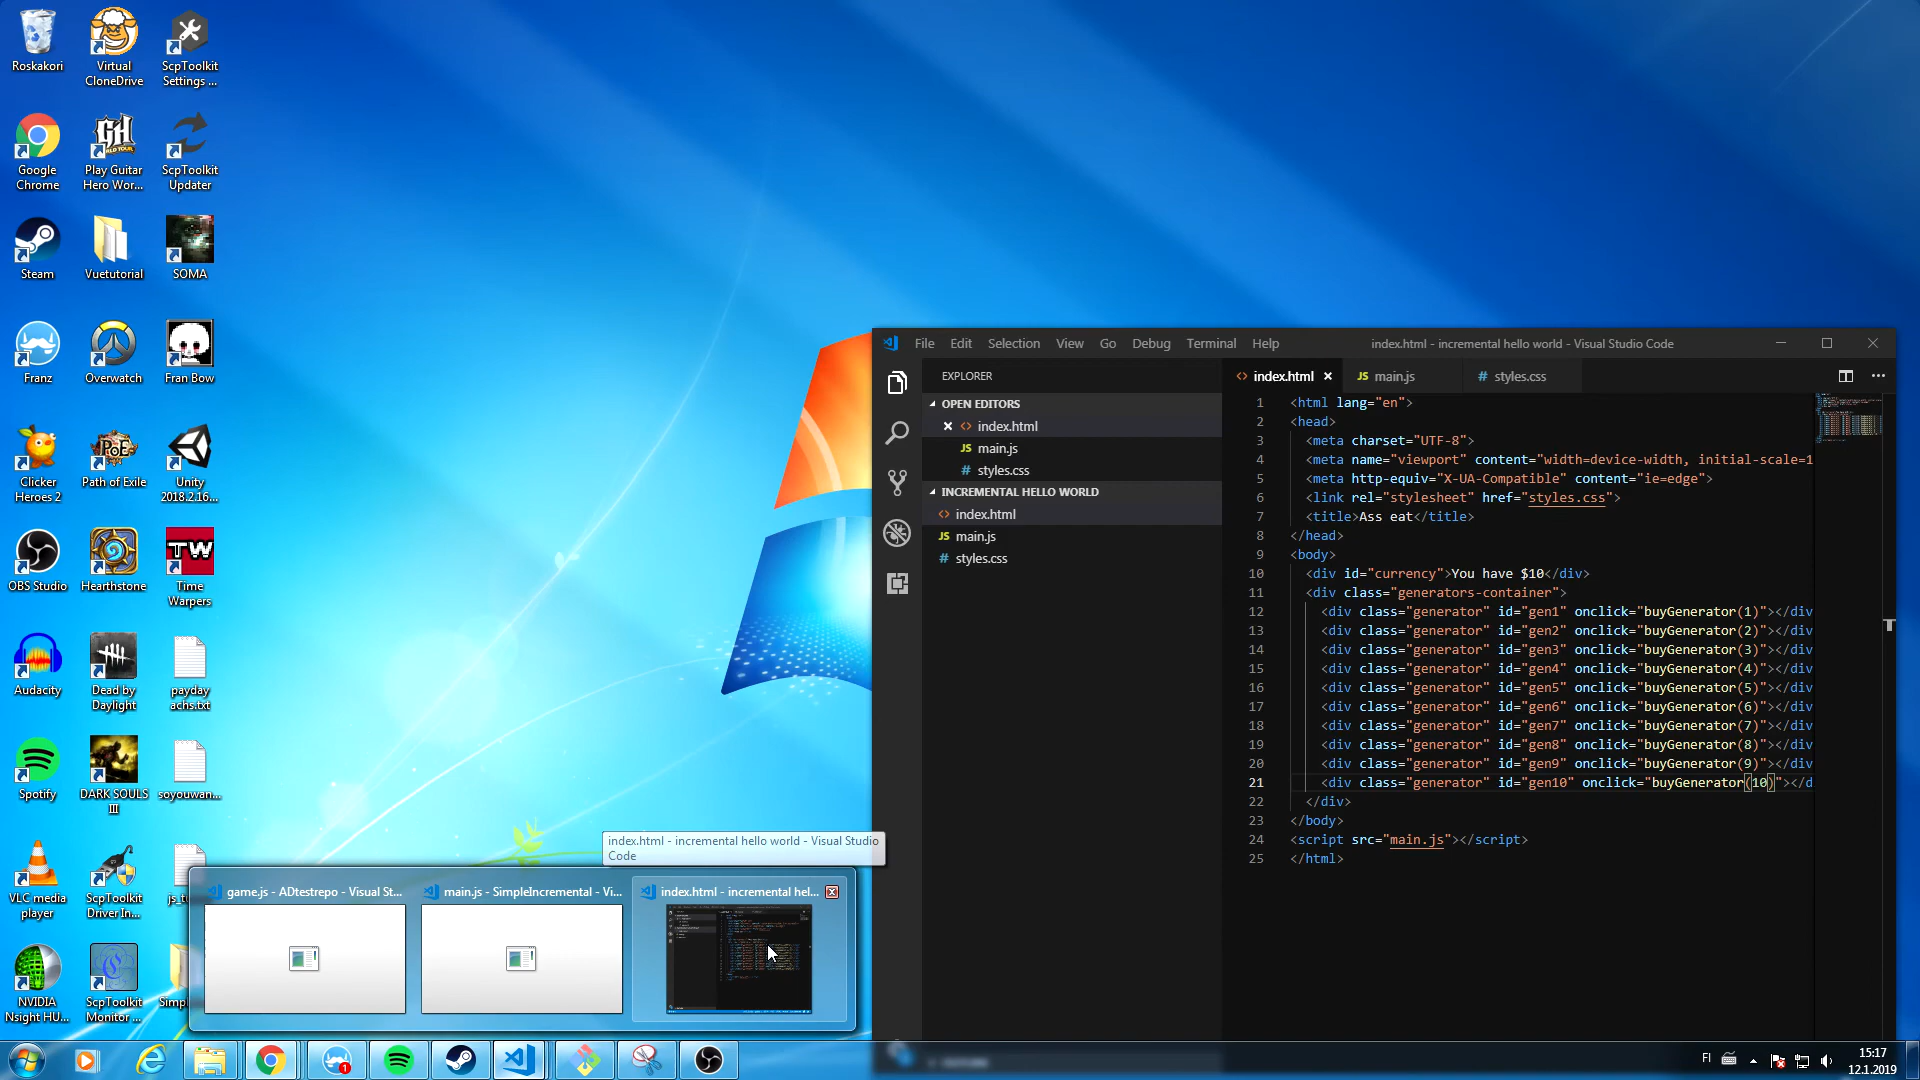 Roskakori
Virtual
CloneDrive
ScpToolkit
Settings ...
Google
Chrome
Play Guitar
Hero Wor...
ScpToolkit
Updater
Steam
Vuetutorial
SOMA
Franz
Overwatch
Fran Bow
Clicker
Heroes 2
Path of Exile
Unity
2018.2.16...
OBS Studio
Hearthstone
TW
Time
Warpers
Audacity
Dead by
Daylight
payday
achs.txt
Spotify
DARK SOULS
III
soyouwan...
VLC media
player
ScpToolkit
Driver In...
NVIDIA
Nsight HU...
ScpToolkit
Monitor ...
File Edit Selection View Go Debug Terminal Help
index.html - incremental hello world - Visual Studio Code
EXPLORER
OPEN EDITORS
index.html
main.js
styles.css
INCREMENTAL HELLO WORLD
index.html
main.js
styles.css
index.html
JS main.js
# styles.css
1 <html lang="en">
2 <head>
3 <meta charset="UTF-8">
4 <meta name="viewport" content="width=device-width, initial-scale=1
5 <meta http-equiv="X-UA-Compatible" content="ie=edge">
6 <link rel="stylesheet" href="styles.css">
7 <title>Ass eat</title>
8 </head>
9 <body>
10 <div id="currency">You have $10</div>
11 <div class="generators-container">
12 <div class="generator" id="gen1" onclick="buyGenerator(1)"></div
13 <div class="generator" id="gen2" onclick="buyGenerator(2)"></div
14 <div class="generator" id="gen3" onclick="buyGenerator(3)"></div
15 <div class="generator" id="gen4" onclick="buyGenerator(4)"></div
16 <div class="generator" id="gen5" onclick="buyGenerator(5)"></div
17 <div class="generator" id="gen6" onclick="buyGenerator(6)"></div
18 <div class="generator" id="gen7" onclick="buyGenerator(7)"></div
19 <div class="generator" id="gen8" onclick="buyGenerator(8)"></div
20 <div class="generator" id="gen9" onclick="buyGenerator(9)"></div
21 <div class="generator" id="gen10" onclick="buyGenerator(10)"></d
22 </div>
23 </body>
24 <script src="main.js"></script>
25 </html>
index.html - incremental hello world - Visual Studio
Code
game.js - ADtestrepo - Visual St...
main.js - SimpleIncremental - Vi...
index.html - incremental hel...
FI
15:17
12.1.2019